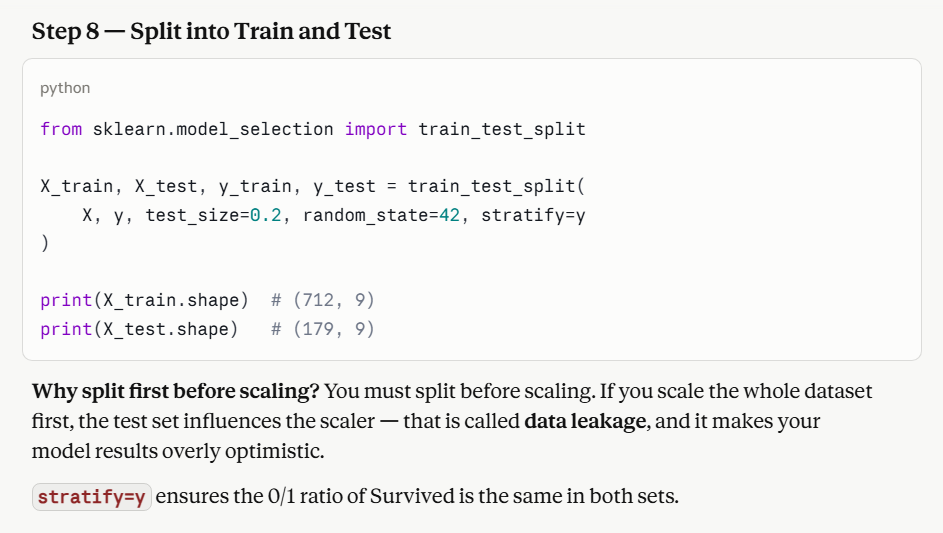 Step 8 — Split into Train and Test
python
from sklearn.model_selection import train_test_split
X_train, X_test, y_train, y_test = train_test_split(
    X, y, test_size=0.2, random_state=42, stratify=y
)
print(X_train.shape)  # (712, 9)
print(X_test.shape)   # (179, 9)
Why split first before scaling? You must split before scaling. If you scale the whole dataset
first, the test set influences the scaler — that is called data leakage, and it makes your
model results overly optimistic.
stratify=y ensures the 0/1 ratio of Survived is the same in both sets.